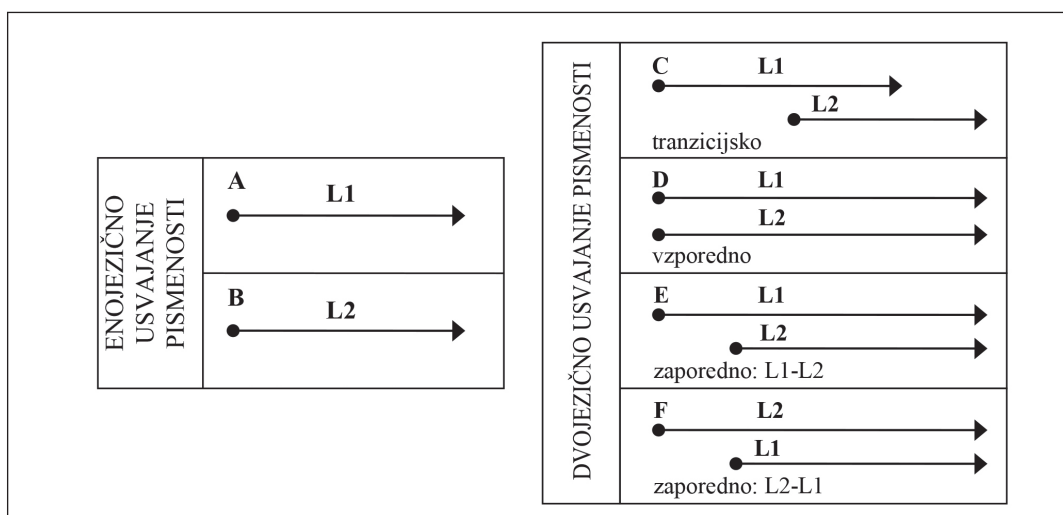 ENOJEZIČNO
USVAJANJE
PISMENOSTI
A
L1
B
L2
DVOJEZIČNO USVAJANJE PISMENOSTI
C
L1
L2
tranzicijsko
D
L1
L2
vzporedno
E
L1
L2
zaporedno: L1-L2
F
L2
L1
zaporedno: L2-L1